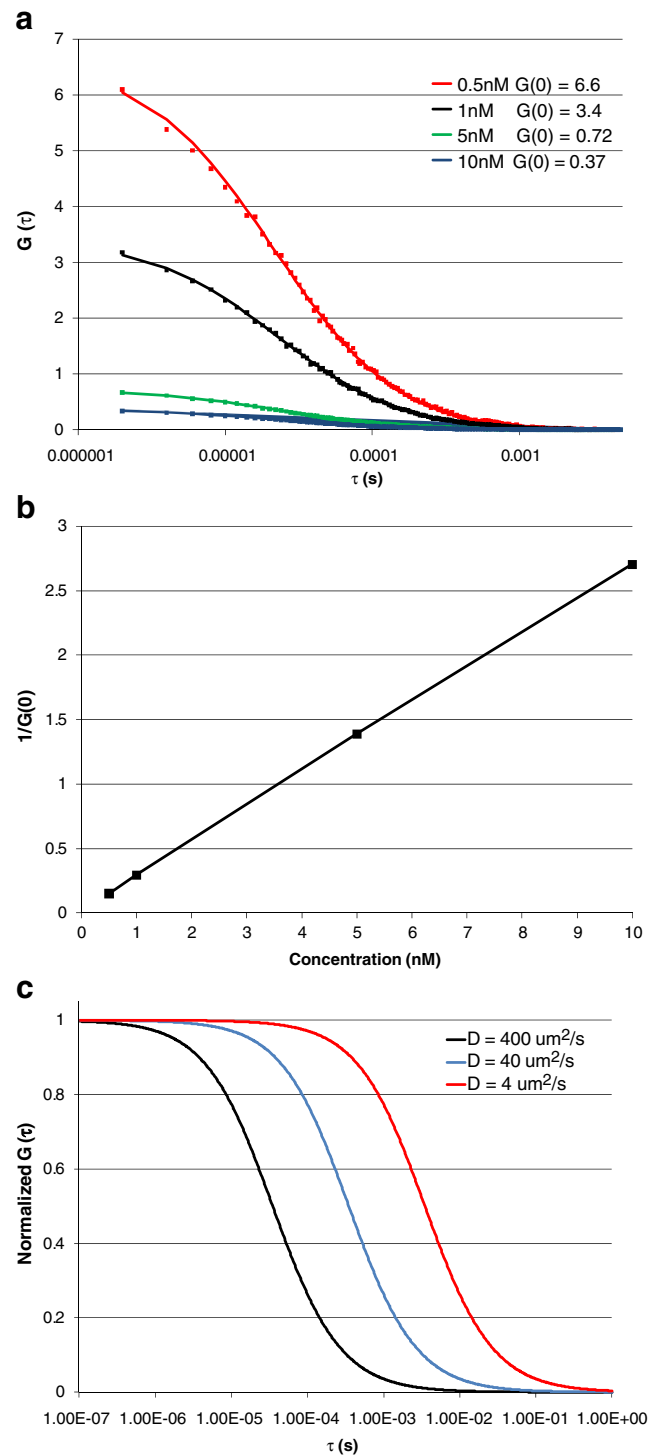 a
7
6
5
4
3
2
1
0
G (τ)
0.5nM G(0) = 6.6
1nM G(0) = 3.4
5nM G(0) = 0.72
10nM G(0) = 0.37
0.000001 0.00001 0.0001 0.001
τ (s)
b
3
2.5
2
1.5
1
0.5
0
1/G(0)
0 1 2 3 4 5 6 7 8 9 10
Concentration (nM)
c
1
0.8
0.6
0.4
0.2
0
Normalized G (τ)
D = 400 um²/s
D = 40 um²/s
D = 4 um²/s
1.00E-07 1.00E-06 1.00E-05 1.00E-04 1.00E-03 1.00E-02 1.00E-01 1.00E+00
τ (s)